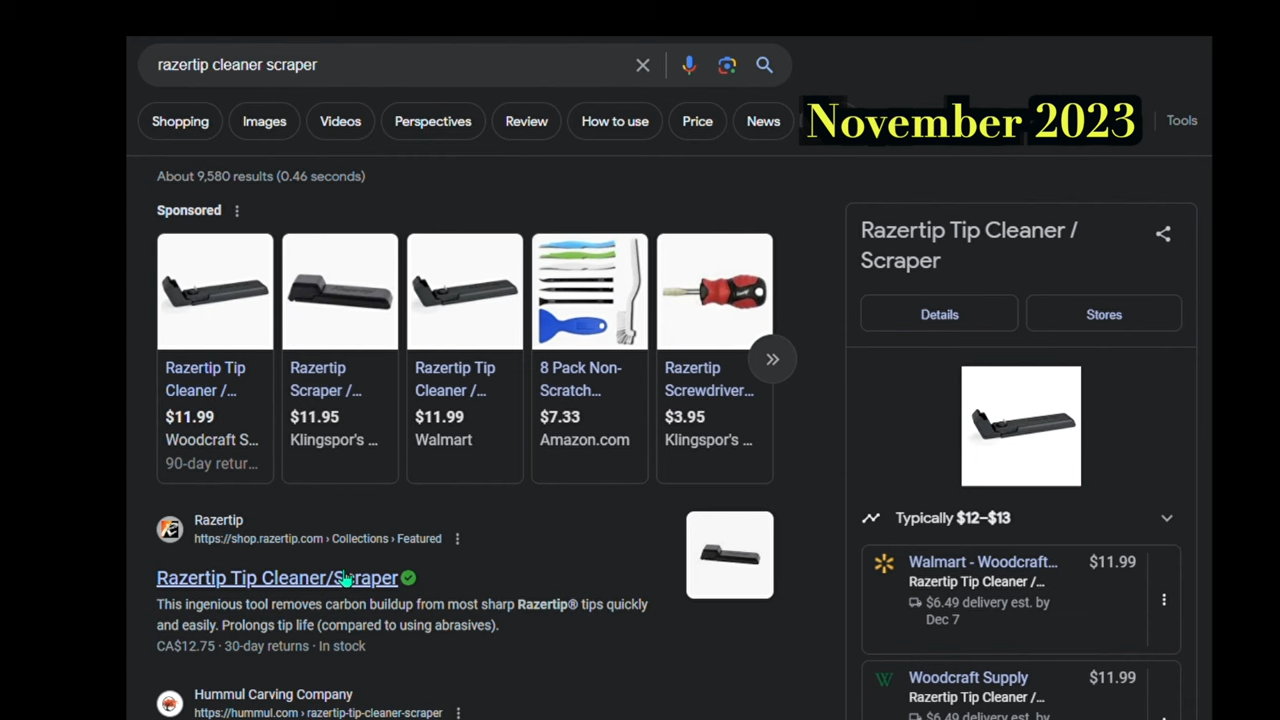 razertip cleaner scraper
Shopping
Images
Videos
Perspectives
Review
How to use
Price
News
November 2023
Tools
About 9,580 results (0.46 seconds)
Sponsored
Razertip Tip
Cleaner /...
$11.99
Woodcraft S...
90-day retur...
Razertip
Scraper /...
$11.95
Klingspor's ...
Razertip Tip
Cleaner /...
$11.99
Walmart
8 Pack Non-
Scratch...
$7.33
Amazon.com
Razertip
Screwdriver...
$3.95
Klingspor's ...
Razertip
https://shop.razertip.com › Collections › Featured
Razertip Tip Cleaner/Scraper
This ingenious tool removes carbon buildup from most sharp Razertip® tips quickly
and easily. Prolongs tip life (compared to using abrasives).
CA$12.75 · 30-day returns · In stock
Hummul Carving Company
https://hummul.com › razertip-tip-cleaner-scraper
Razertip Tip Cleaner /
Scraper
Details
Stores
Typically $12–$13
Walmart - Woodcraft...
$11.99
Razertip Tip Cleaner /...
$6.49 delivery est. by
Dec 7
Woodcraft Supply
$11.99
Razertip Tip Cleaner /...
$6.49 delivery est. by